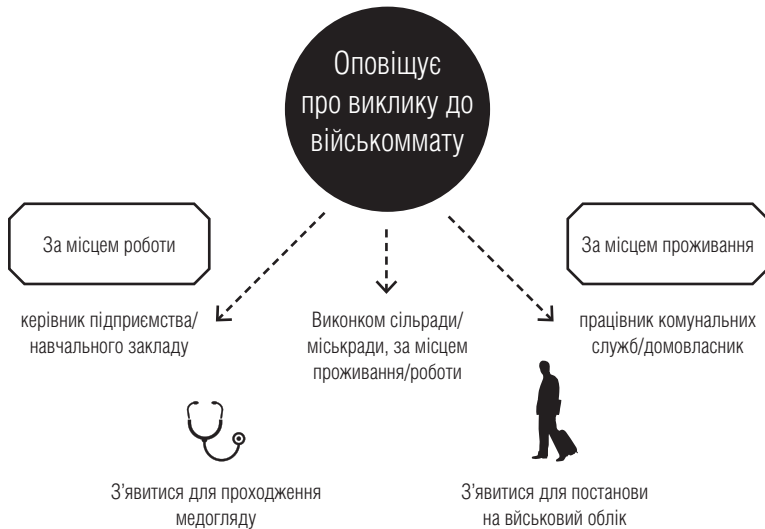 Оповіщує
про виклику до
військоммату
За місцем роботи
За місцем проживання
керівник підприємства/
навчального закладу
Виконком сільради/
міськради, за місцем
проживання/роботи
працівник комунальних
служб/домовласник
З’явитися для проходження
медогляду
З’явитися для постанови
на вйсьовий облік